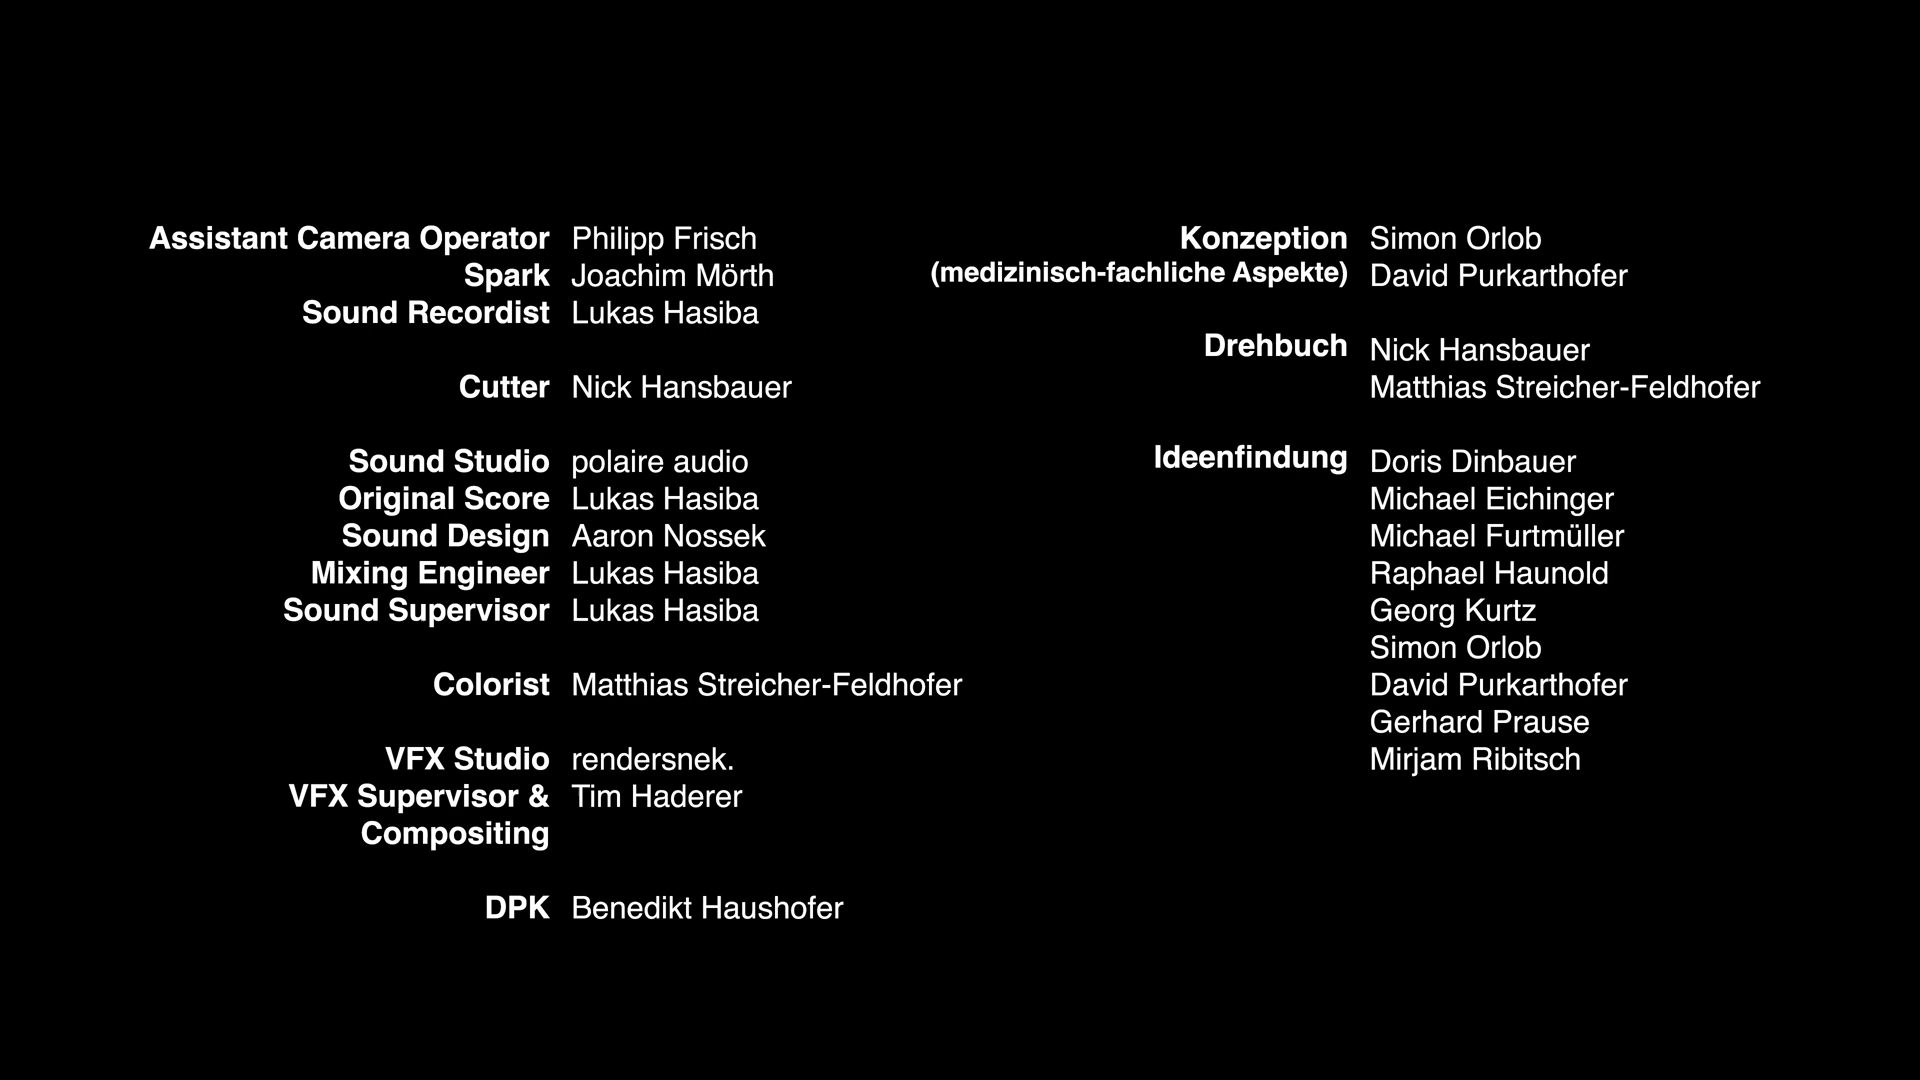 Assistant Camera Operator Philipp Frisch
Spark Joachim Mörth
Sound Recordist Lukas Hasiba
Cutter Nick Hansbauer
Sound Studio polaire audio
Original Score Lukas Hasiba
Sound Design Aaron Nossek
Mixing Engineer Lukas Hasiba
Sound Supervisor Lukas Hasiba
Colorist Matthias Streicher-Feldhofer
VFX Studio rendersnek.
VFX Supervisor & Tim Haderer
Compositing
DPK Benedikt Haushofer
Konzeption Simon Orlob
(medizinisch-fachliche Aspekte) David Purkarthofer
Drehbuch Nick Hansbauer
Matthias Streicher-Feldhofer
Ideenfindung Doris Dinbauer
Michael Eichinger
Michael Furtmüller
Raphael Haunold
Georg Kurtz
Simon Orlob
David Purkarthofer
Gerhard Prause
Mirjam Ribitsch